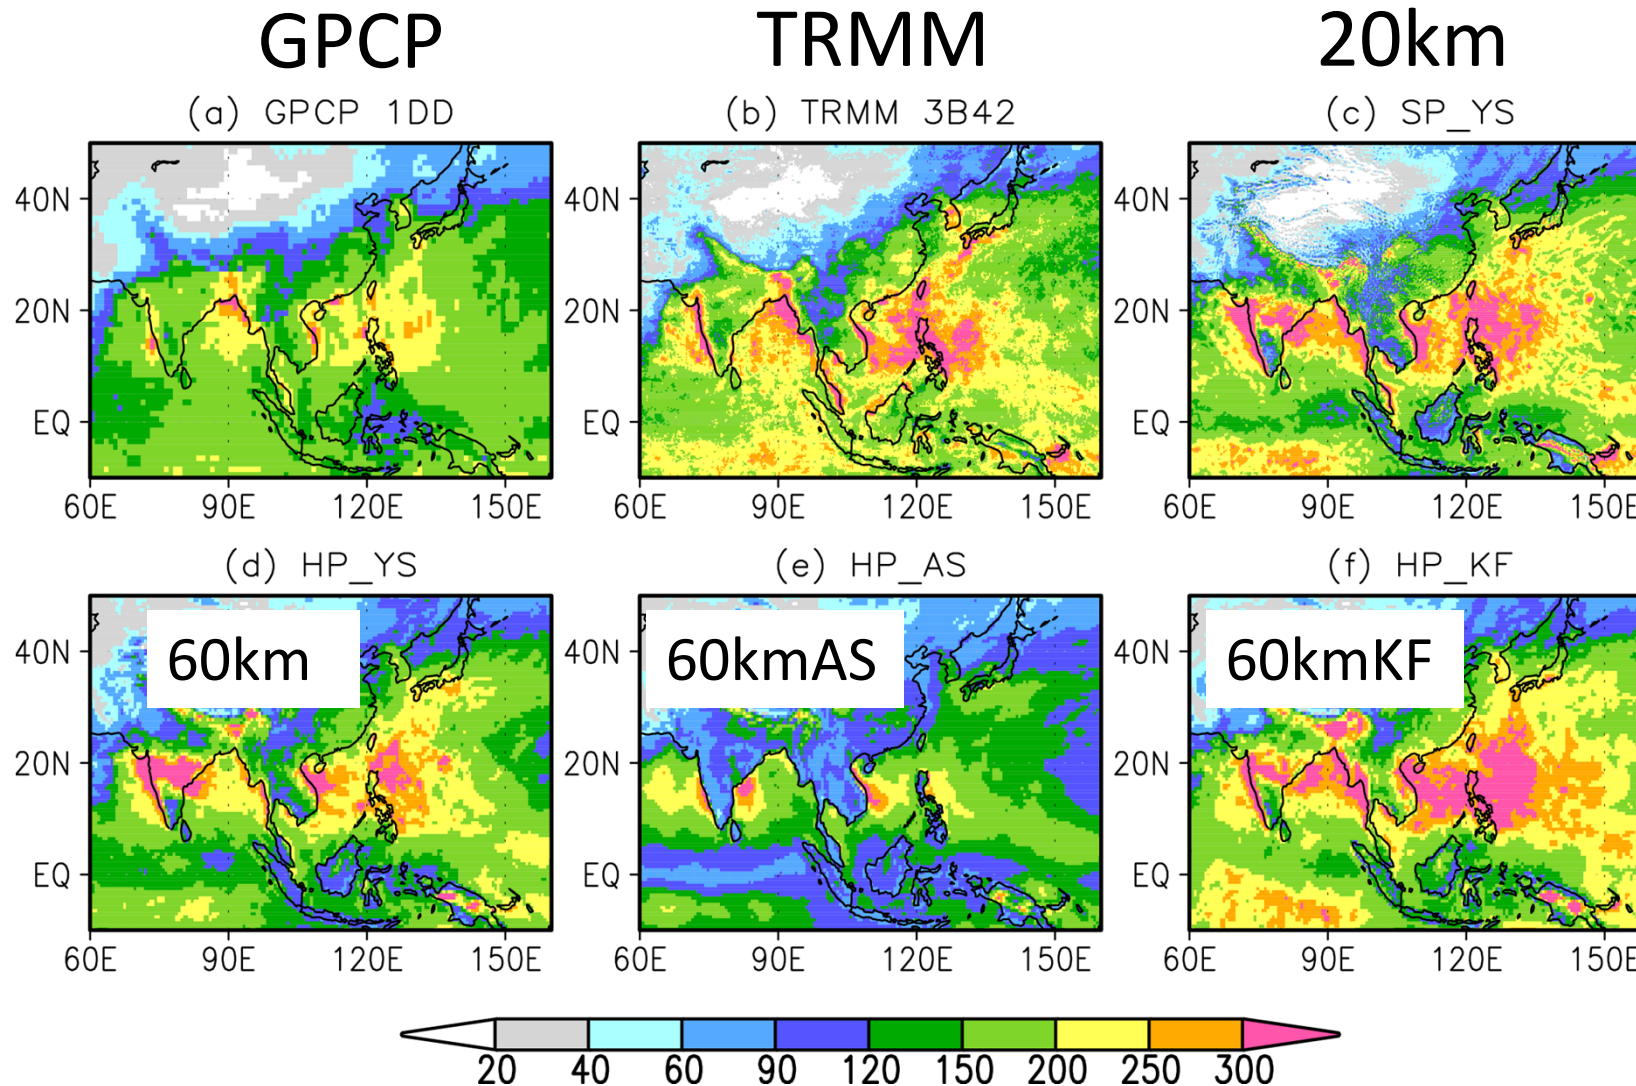 GPCP TRMM 20km
(a) GPCP 1DD (b) TRMM 3B42 (c) SP_YS
40N 40N 40N
20N 20N 20N
EQ EQ EQ
60E 90E 120E 150E 60E 90E 120E 150E 60E 90E 120E 150E
(d) HP_YS (e) HP_AS (f) HP_KF
40N 60km 40N 60kmAS 40N 60kmKF
20N 20N 20N
EQ EQ EQ
60E 90E 120E 150E 60E 90E 120E 150E 60E 90E 120E 150E
20 40 60 90 120 150 200 250 300